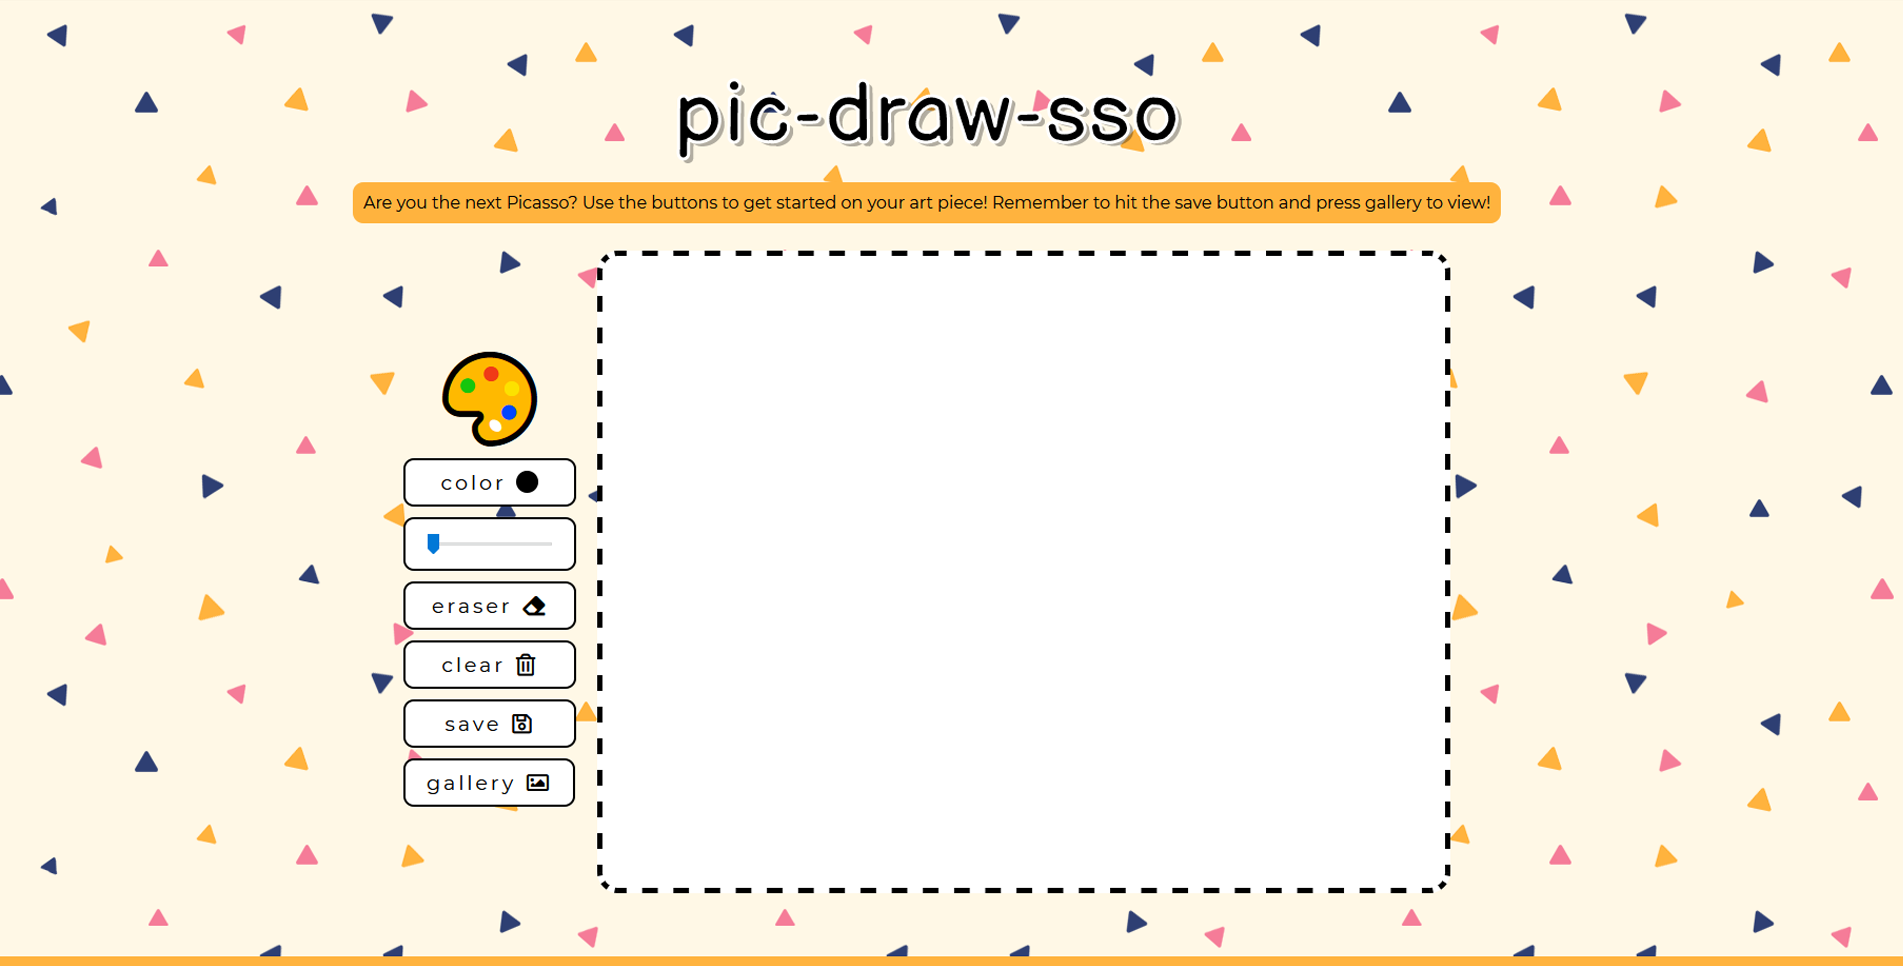 pic-draw-sso
Are you the next Picasso? Use the buttons to get started on your art piece! Remember to hit the save button and press gallery to view!
color
eraser
clear
save
gallery